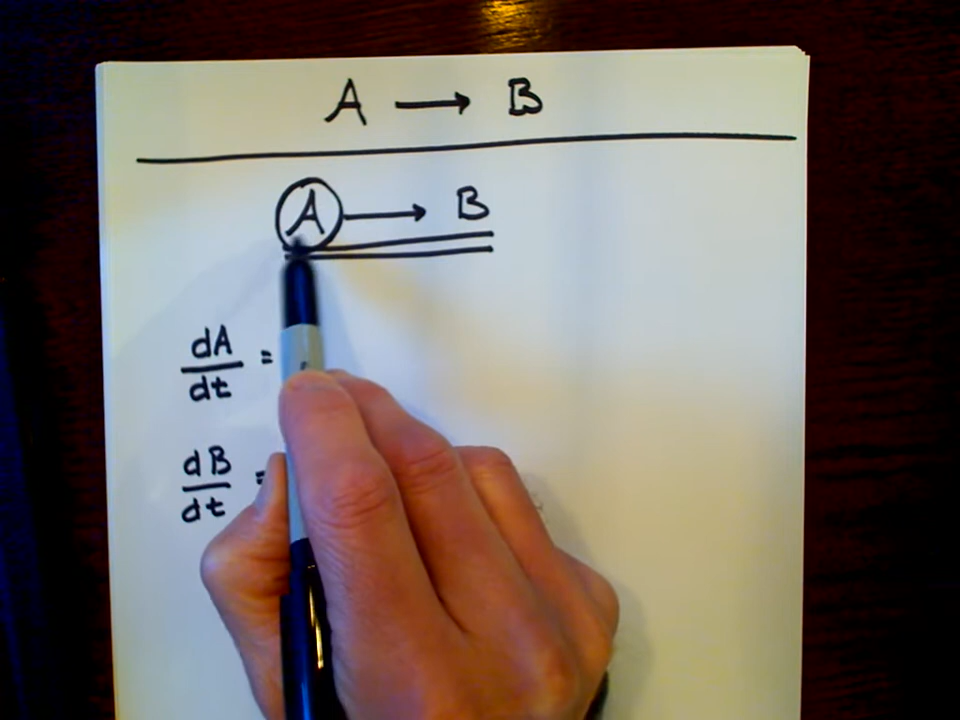 A → B
A → B
dA/dt =
dB/dt =